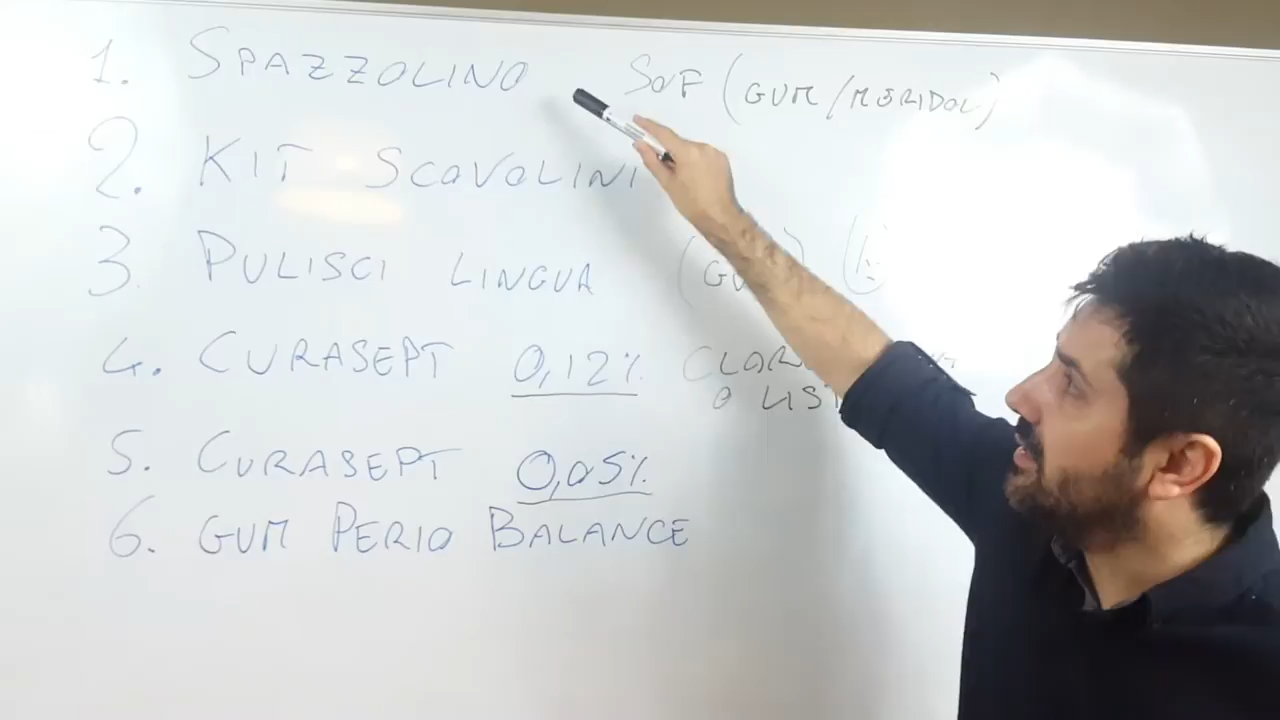 1. SPAZZOLINO SOF (GUM/MERIDOL)
2. KIT SCOVOLINI
3. PULISCI LINGUA
4. CURASEPT 0,12%
O
5. CURASEPT 0,05%
6. GUM PERIO BALANCE